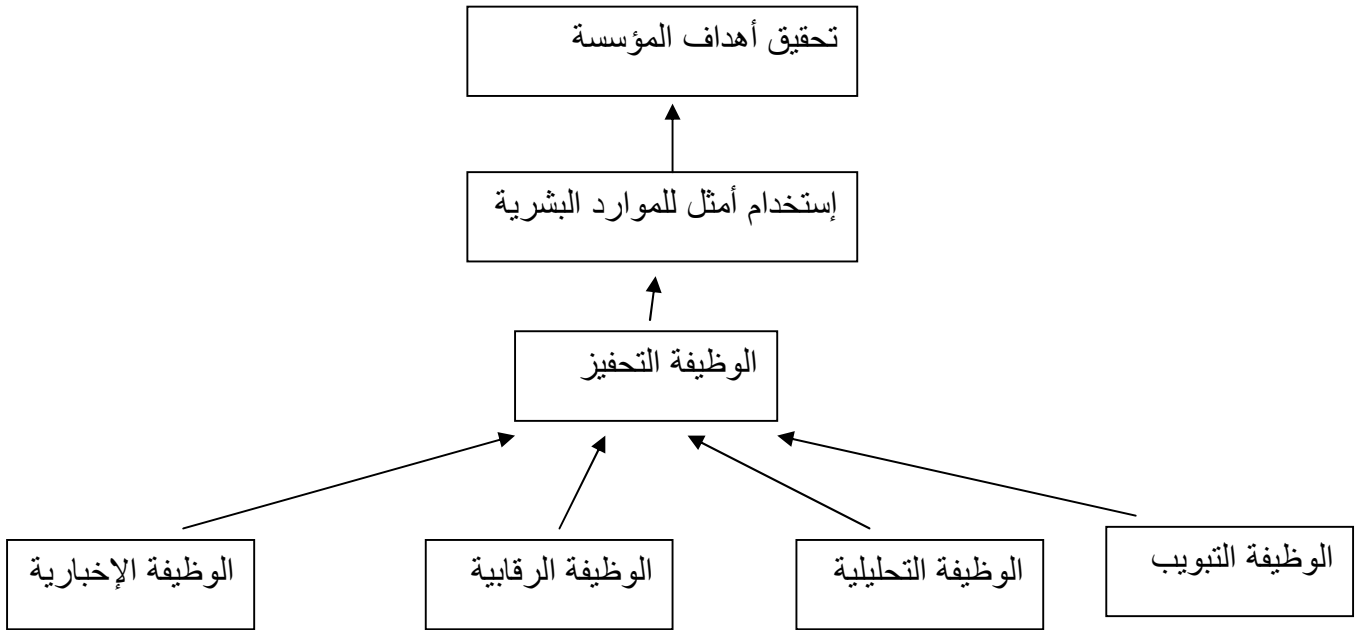 تحقيق أهداف المؤسسة
إستخدام أمثل للموارد البشرية
الوظيفة التحفيز
الوظيفة التبويب
الوظيفة التحليلية
الوظيفة الرقابية
الوظيفة الإخبارية